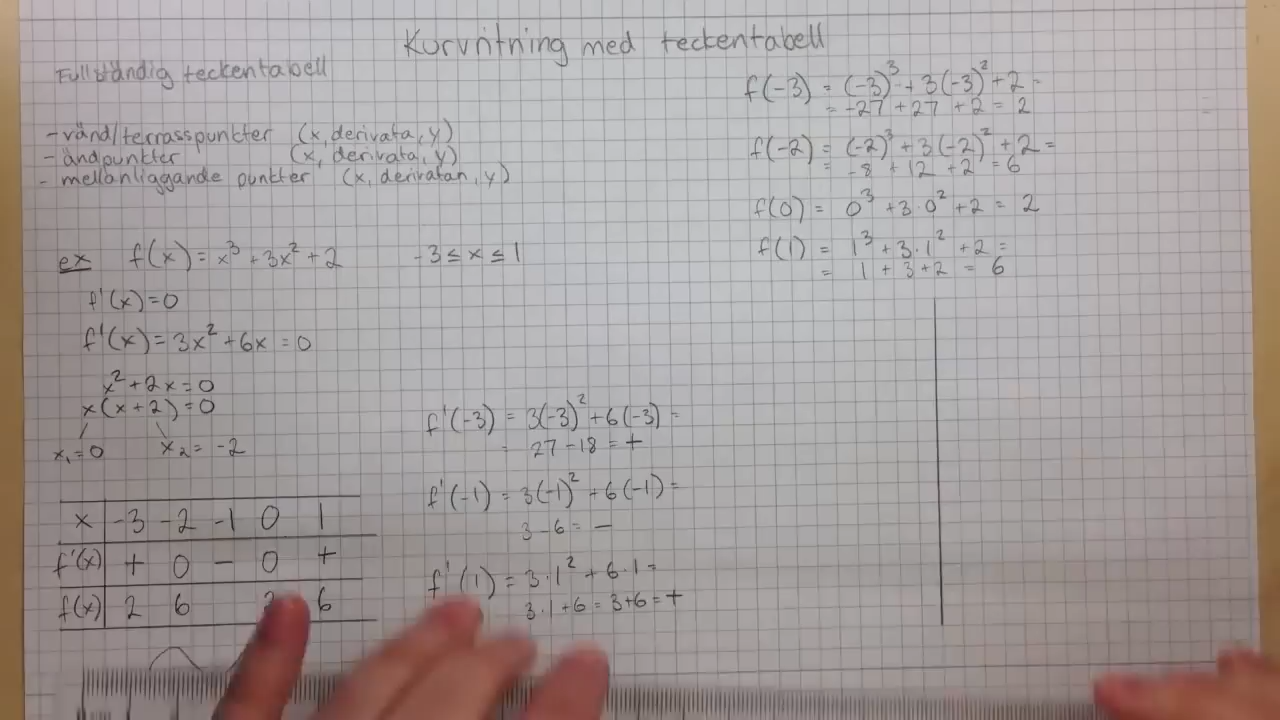 Kurvritning med teckentabell
Fullständig teckentabell
- vänd/terrasspunkter (x, derivata, y)
- ändpunkter (x, derivata, y)
- mellanliggande punkter (x, derivatan, y)
ex f(x) = x³ + 3x² + 2 -3 ≤ x ≤ 1
f'(x) = 0
f'(x) = 3x² + 6x = 0
x² + 2x = 0
x(x + 2) = 0
x₁ = 0 x₂ = -2
x -3 -2 -1 0 1
f'(x) + 0 - 0 +
f(x) 2 6 6
f'(-3) = 3(-3)² + 6(-3) =
= 27 - 18 = +
f'(-1) = 3(-1)² + 6(-1) =
3 - 6 = -
f'(1) = 3·1² + 6·1 =
3·1 + 6 = 3+6 = +
f(-3) = (-3)³ + 3(-3)² + 2 =
= -27 + 27 + 2 = 2
f(-2) = (-2)³ + 3(-2)² + 2 =
= -8 + 12 + 2 = 6
f(0) = 0³ + 3·0² + 2 = 2
f(1) = 1³ + 3·1² + 2 =
= 1 + 3 + 2 = 6